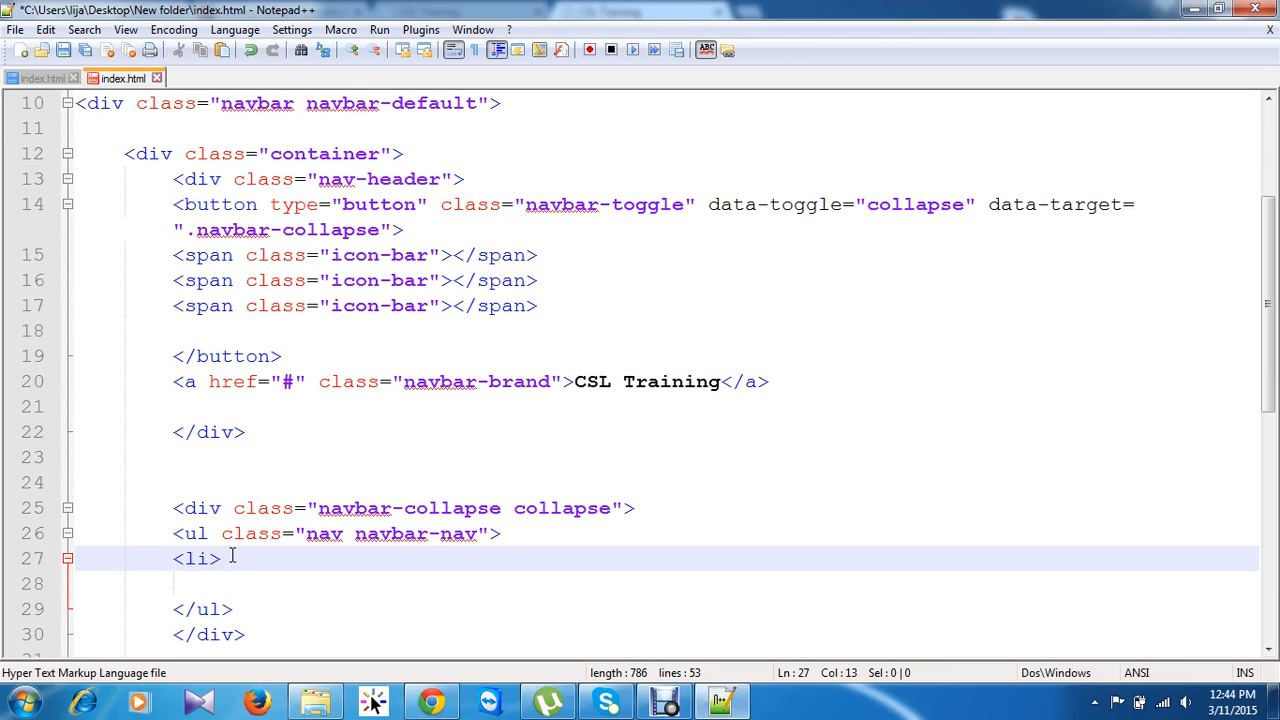 *C:\Users\lija\Desktop\New folder\index.html - Notepad++
File Edit Search View Encoding Language Settings Macro Run Plugins Window ? X
index.html index.html
10 <div class="navbar navbar-default">
11
12 <div class="container">
13 <div class="nav-header">
14 <button type="button" class="navbar-toggle" data-toggle="collapse" data-target=
".navbar-collapse">
15 <span class="icon-bar"></span>
16 <span class="icon-bar"></span>
17 <span class="icon-bar"></span>
18
19 </button>
20 <a href="#" class="navbar-brand">CSL Training</a>
21
22 </div>
23
24
25 <div class="navbar-collapse collapse">
26 <ul class="nav navbar-nav">
27 <li>
28
29 </ul>
30 </div>
Hyper Text Markup Language file length : 786 lines : 53 Ln : 27 Col : 13 Sel : 0 | 0 Dos\Windows ANSI INS
12:44 PM
3/11/2015